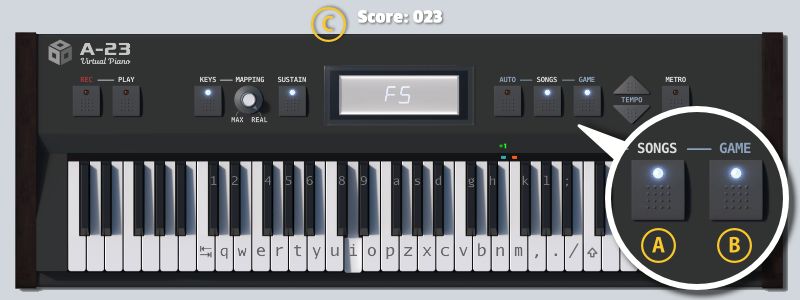 C Score: 023
A-23
Virtual Piano
REC PLAY KEYS MAPPING SUSTAIN AUTO SONGS GAME METRO
F5
TEMPO
MAX REAL
SONGS GAME
A B
+1
1 2 4 5 6 8 9 a s d g h k l ;
q w e r t y u i o p z x c v b n m , . /